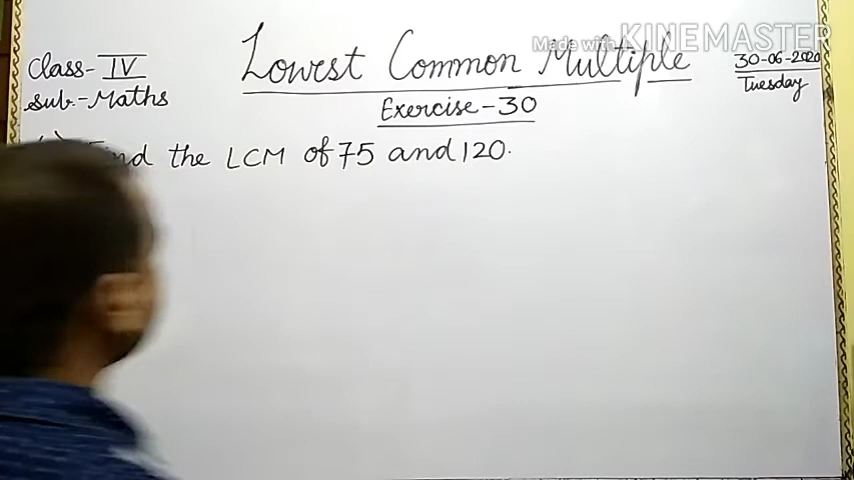 Made with KINEMASTER
Class-IV
Sub.-Maths
Lowest Common Multiple
Exercise-30
30-06-2020
Tuesday
Find the LCM of 75 and 120.